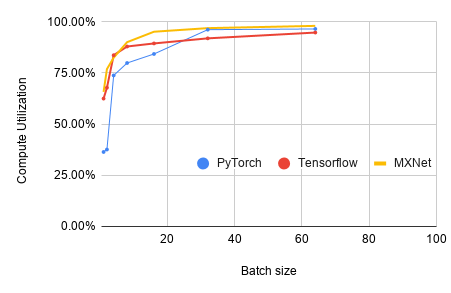 100.00%
75.00%
50.00%
25.00%
0.00%
Compute Utilization
PyTorch Tensorflow MXNet
20 40 60 80 100
Batch size